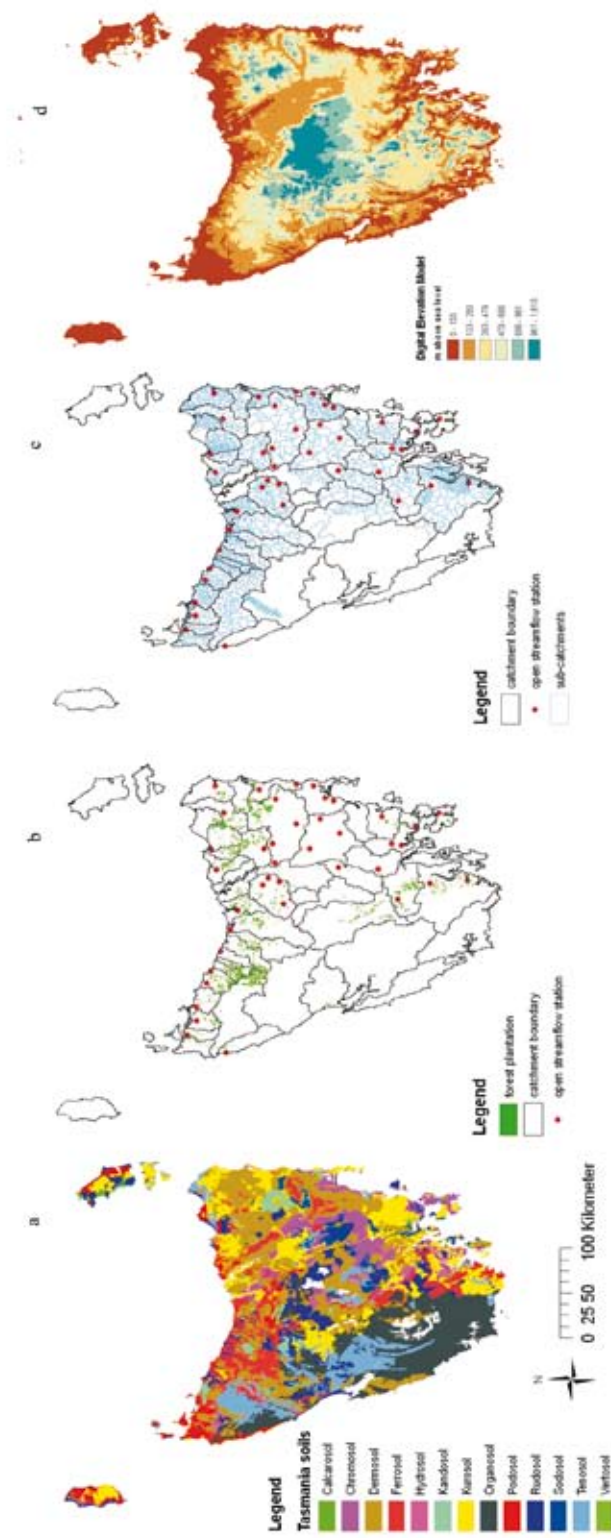 a
Legend
Tasmania soils
Calcarosol
Chromosol
Dermosol
Ferrosol
Hydrosol
Kandosol
Kurosol
Organosol
Podosol
Rudosol
Sodosol
Tenosol
Vertosol
N
0 25 50 100 Kilometer
b
Legend
forest plantation
catchment boundary
open streamflow station
c
Legend
catchment boundary
open streamflow station
sub-catchments
d
Digital Elevation Model
m above sea level